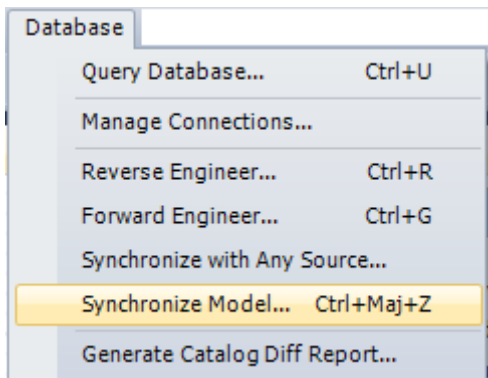 Database
Query Database... Ctrl+U
Manage Connections...
Reverse Engineer... Ctrl+R
Forward Engineer... Ctrl+G
Synchronize with Any Source...
Synchronize Model... Ctrl+Maj+Z
Generate Catalog Diff Report...